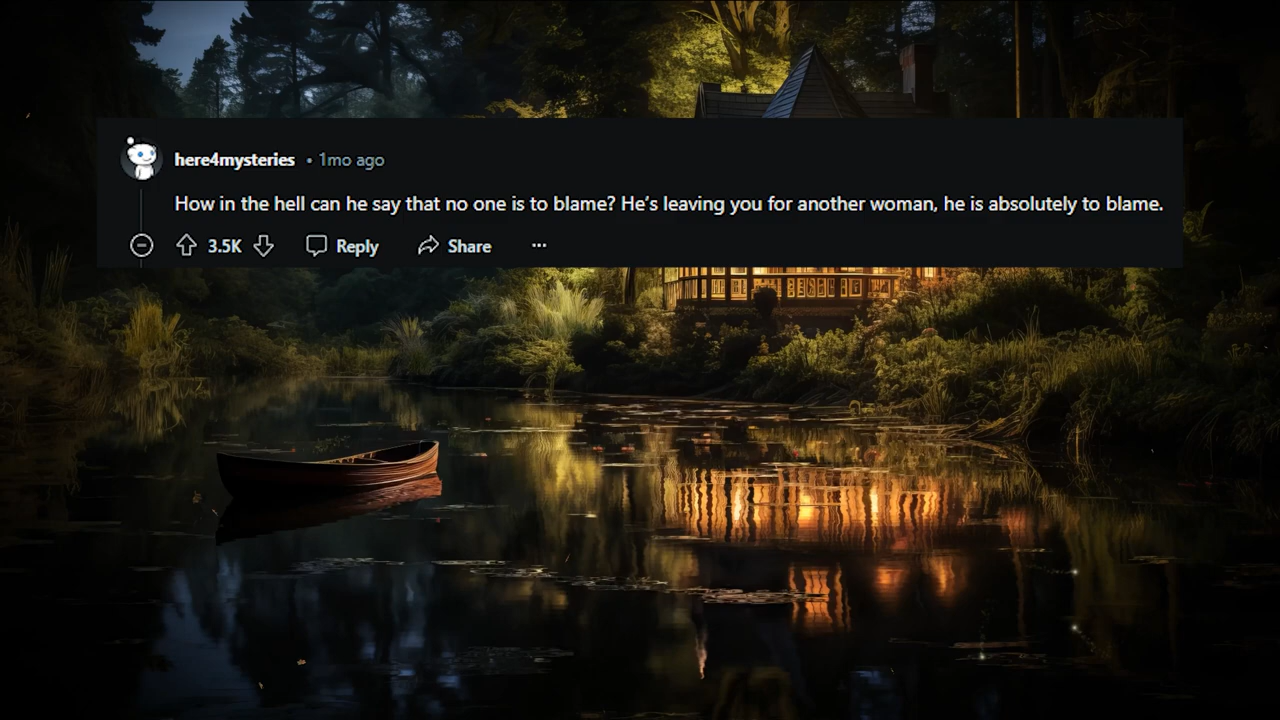 here4mysteries • 1mo ago
How in the hell can he say that no one is to blame? He’s leaving you for another woman, he is absolutely to blame.
3.5K Reply Share ...